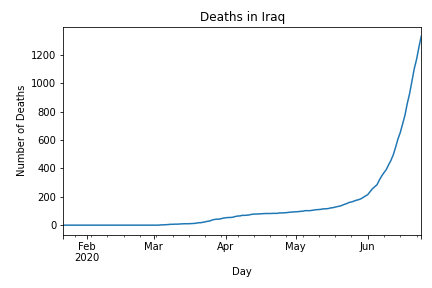 Deaths in Iraq
Number of Deaths
1200
1000
800
600
400
200
0
Feb
2020
Mar
Apr
May
Jun
Day